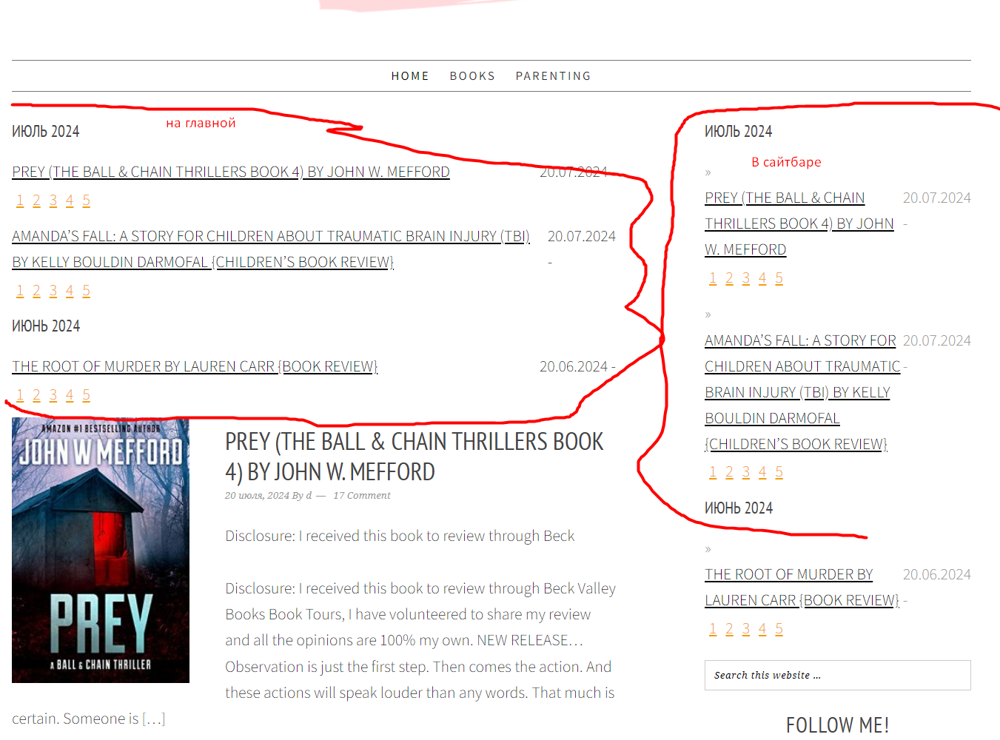 HOME BOOKS PARENTING
на главной
ИЮЛЬ 2024
PREY (THE BALL & CHAIN THRILLERS BOOK 4) BY JOHN W. MEFFORD 20.07.2024 -
1 2 3 4 5
AMANDA’S FALL: A STORY FOR CHILDREN ABOUT TRAUMATIC BRAIN INJURY (TBI) 20.07.2024
BY KELLY BOULDIN DARMOFAL {CHILDREN’S BOOK REVIEW} -
1 2 3 4 5
ИЮНЬ 2024
THE ROOT OF MURDER BY LAUREN CARR {BOOK REVIEW} 20.06.2024 -
1 2 3 4 5
AMAZON #1 BESTSELLING AUTHOR
JOHN W MEFFORD
PREY
A BALL & CHAIN THRILLER
PREY (THE BALL & CHAIN THRILLERS BOOK
4) BY JOHN W. MEFFORD
20 июля, 2024 By d — 17 Comment
Disclosure: I received this book to review through Beck
Disclosure: I received this book to review through Beck Valley
Books Book Tours, I have volunteered to share my review
and all the opinions are 100% my own. NEW RELEASE…
Observation is just the first step. Then comes the action. And
these actions will speak louder than any words. That much is
certain. Someone is […]
ИЮЛЬ 2024
В сайтбаре
»
PREY (THE BALL & CHAIN 20.07.2024
THRILLERS BOOK 4) BY JOHN -
W. MEFFORD
1 2 3 4 5
»
AMANDA’S FALL: A STORY FOR 20.07.2024
CHILDREN ABOUT TRAUMATIC -
BRAIN INJURY (TBI) BY KELLY
BOULDIN DARMOFAL
{CHILDREN’S BOOK REVIEW}
1 2 3 4 5
ИЮНЬ 2024
»
THE ROOT OF MURDER BY 20.06.2024
LAUREN CARR {BOOK REVIEW} -
1 2 3 4 5
Search this website …
FOLLOW ME!